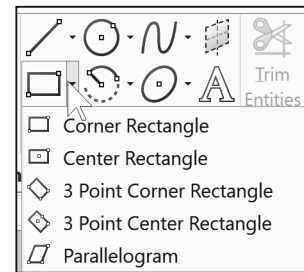 Trim
Entities
Corner Rectangle
Center Rectangle
3 Point Corner Rectangle
3 Point Center Rectangle
Parallelogram